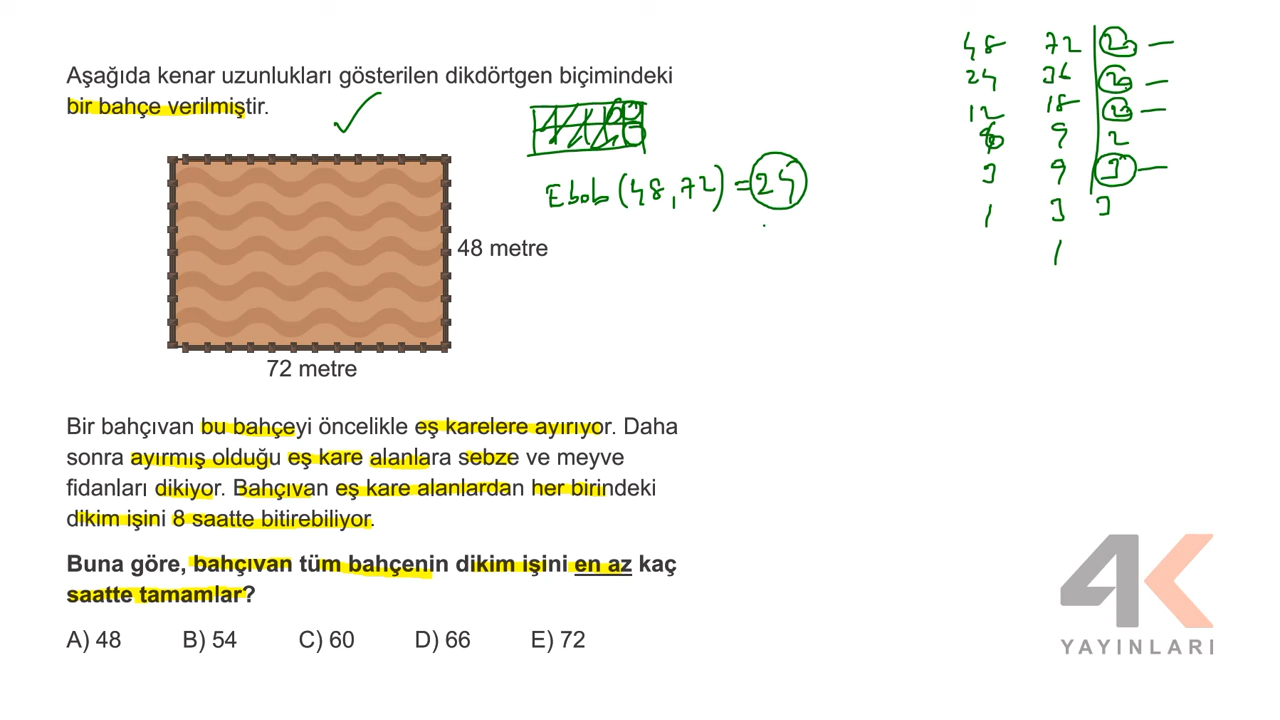 Aşağıda kenar uzunlukları gösterilen dikdörtgen biçimindeki
bir bahçe verilmiştir.
48 metre
72 metre
Ebob (48,72) = 24
48 72 2
24 36 2
12 18 2
6 9 2
3 9 3
1 3 3
1
Bir bahçıvan bu bahçeyi öncelikle eş karelere ayırıyor. Daha
sonra ayırmış olduğu eş kare alanlara sebze ve meyve
fidanları dikiyor. Bahçıvan eş kare alanlardan her birindeki
dikim işini 8 saatte bitirebiliyor.
Buna göre, bahçıvan tüm bahçenin dikim işini en az kaç
saatte tamamlar?
A) 48 B) 54 C) 60 D) 66 E) 72
4K
YAYINLARI